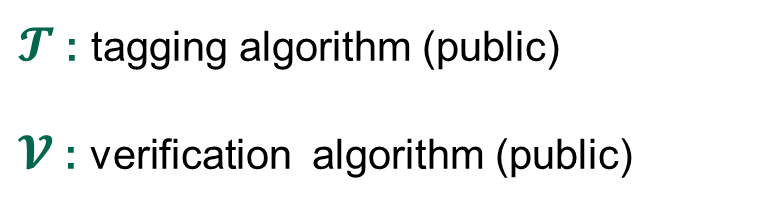 𝒯 : tagging algorithm (public)
𝒱 : verification algorithm (public)